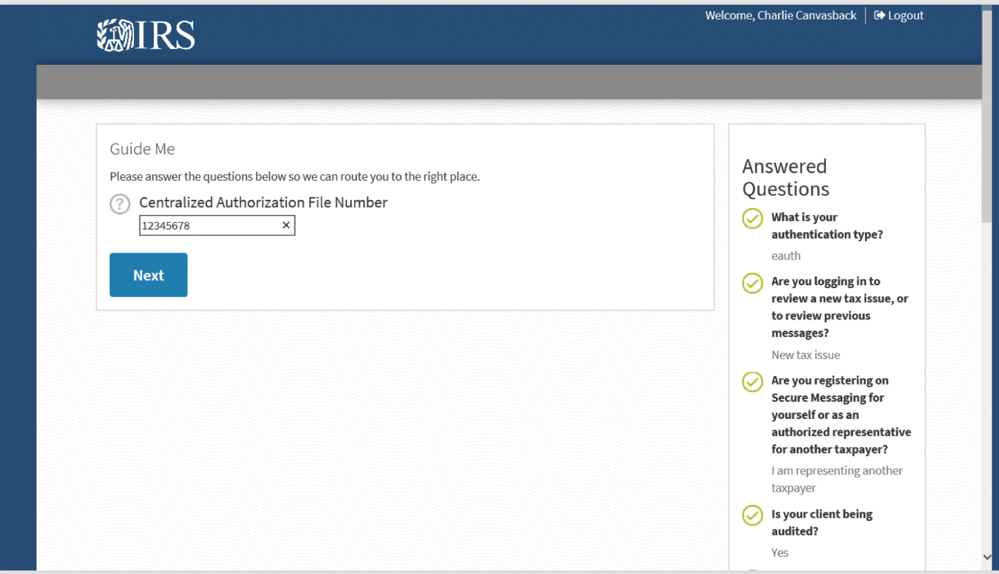 Welcome, Charlie Canvasback
Logout
IRS
Guide Me
Please answer the questions below so we can route you to the right place.
? Centralized Authorization File Number
12345678 ×
Next
Answered
Questions
What is your
authentication type?
eauth
Are you logging in to
review a new tax issue, or
to review previous
messages?
New tax issue
Are you registering on
Secure Messaging for
yourself or as an
authorized representative
for another taxpayer?
I am representing another
taxpayer
Is your client being
audited?
Yes